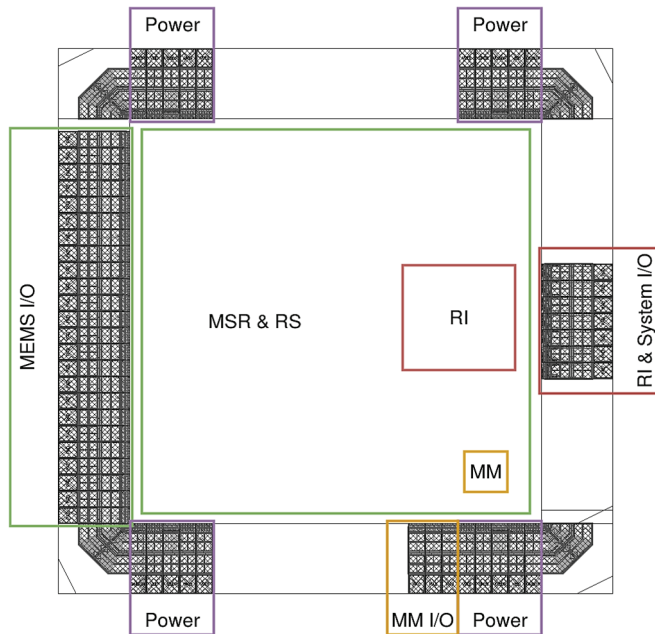 Power
Power
MEMS I/O
MSR & RS
RI
RI & System I/O
MM
Power
MM I/O
Power